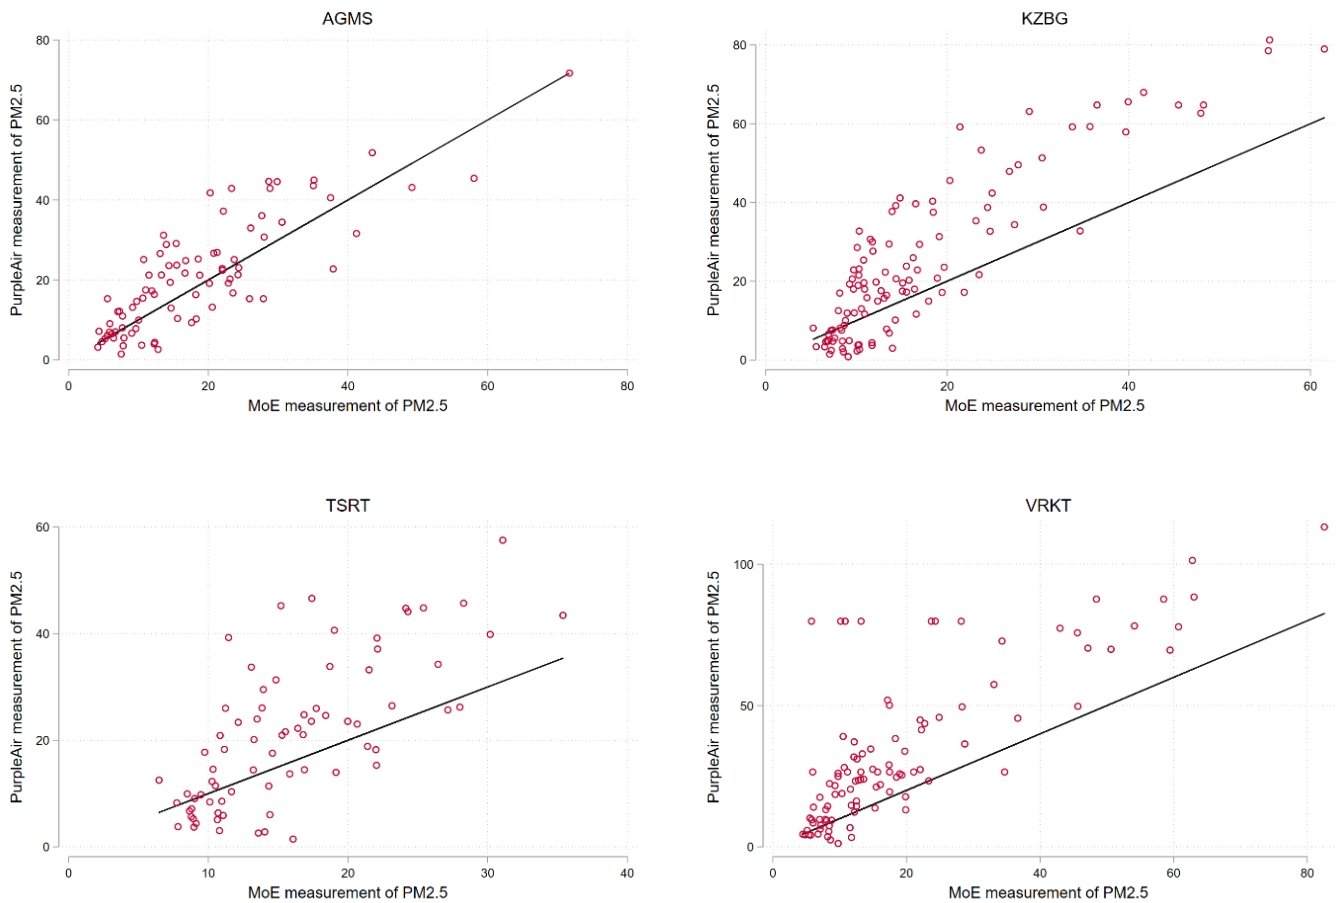 AGMS
PurpleAir measurement of PM2.5
80
60
40
20
0
0 20 40 60 80
MoE measurement of PM2.5
KZBG
PurpleAir measurement of PM2.5
80
60
40
20
0
0 20 40 60
MoE measurement of PM2.5
TSRT
PurpleAir measurement of PM2.5
60
40
20
0
0 10 20 30 40
MoE measurement of PM2.5
VRKT
PurpleAir measurement of PM2.5
100
50
0
0 20 40 60 80
MoE measurement of PM2.5